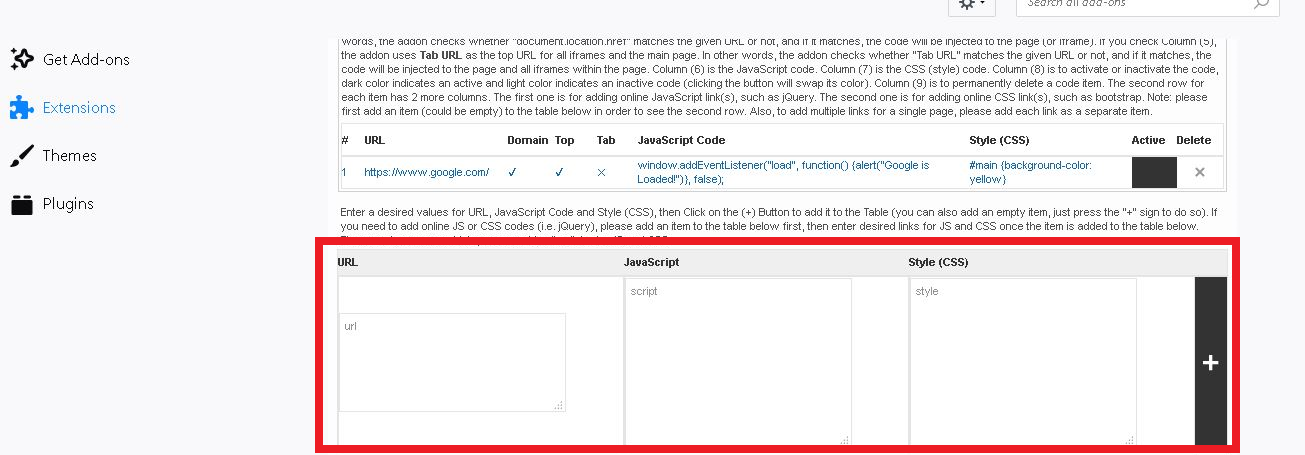 Search all add-ons
Get Add-ons
Extensions
Themes
Plugins
words, the addon checks whether "document.location.href" matches the given URL or not, and if it matches, the code will be injected to the page (or iframe). If you check Column (5),
the addon uses Tab URL as the top URL for all iframes and the main page. In other words, the addon checks whether "Tab URL" matches the given URL or not, and if it matches, the
code will be injected to the page and all iframes within the page. Column (6) is the JavaScript code. Column (7) is the CSS (style) code. Column (8) is to activate or inactivate the code,
dark color indicates an active and light color indicates an inactive code (clicking the button will swap its color). Column (9) is to permanently delete a code item. The second row for
each item has 2 more columns. The first one is for adding online JavaScript link(s), such as jQuery. The second one is for adding online CSS link(s), such as bootstrap. Note: please
first add an item (could be empty) to the table below in order to see the second row. Also, to add multiple links for a single page, please add each link as a separate item.
# URL Domain Top Tab JavaScript Code Style (CSS) Active Delete
1 https://www.google.com/ ✓ ✓ × window.addEventListener("load", function() {alert("Google is #main {background-color: ✕
Loaded!")}, false); yellow}
Enter a desired values for URL, JavaScript Code and Style (CSS), then Click on the (+) Button to add it to the Table (you can also add an empty item, just press the "+" sign to do so). If
you need to add online JS or CSS codes (i.e. jQuery), please add an item to the table below first, then enter desired links for JS and CSS once the item is added to the table below.
URL JavaScript Style (CSS)
script style
url
+